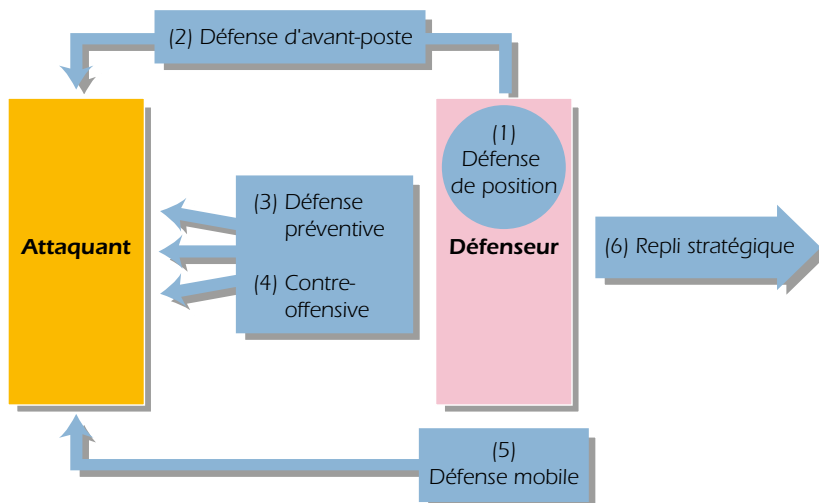 (2) Défense d'avant-poste
(1)
Défense
de position
(3) Défense
préventive
Attaquant
Défenseur
(6) Repli stratégique
(4) Contre-
offensive
(5)
Défense mobile